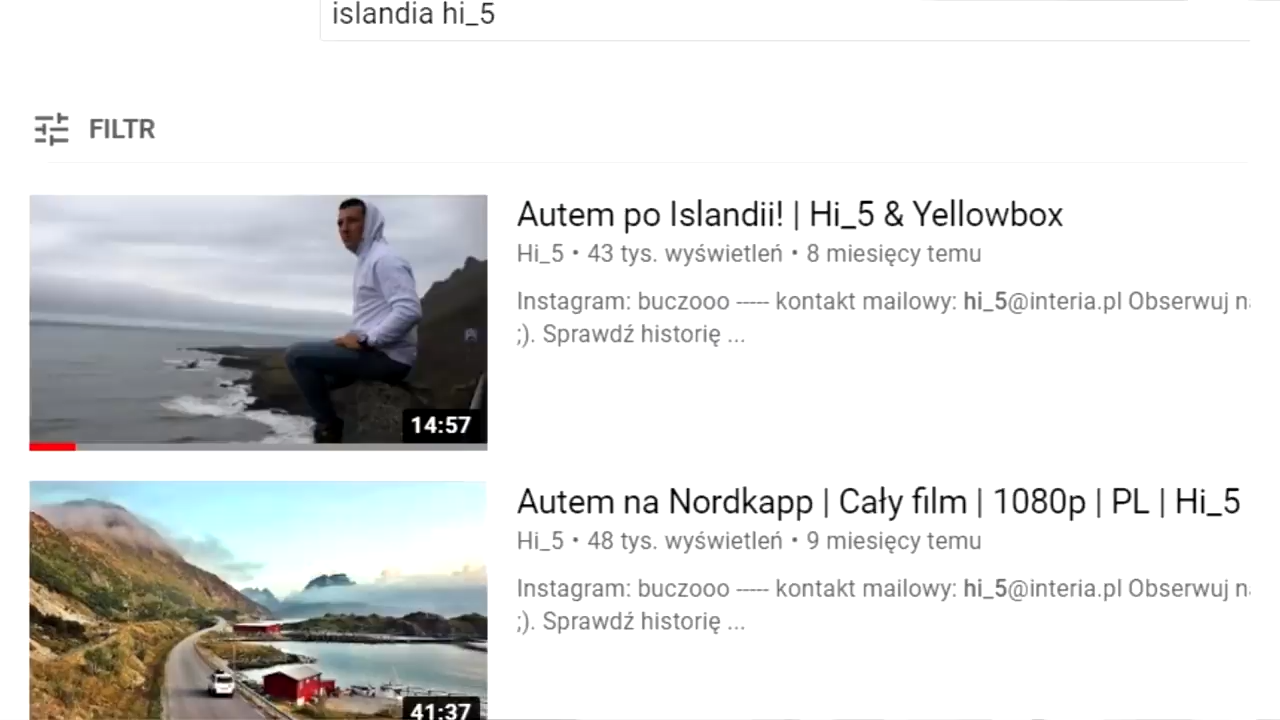 islandia hi_5
FILTR
Autem po Islandii! | Hi_5 & Yellowbox
Hi_5 • 43 tys. wyświetleń • 8 miesięcy temu
Instagram: buczooo ----- kontakt mailowy: hi_5@interia.pl Obserwuj
;). Sprawdź historię ...
14:57
Autem na Nordkapp | Cały film | 1080p | PL | Hi_5
Hi_5 • 48 tys. wyświetleń • 9 miesięcy temu
Instagram: buczooo ----- kontakt mailowy: hi_5@interia.pl Obserwuj
;). Sprawdź historię ...
41:37